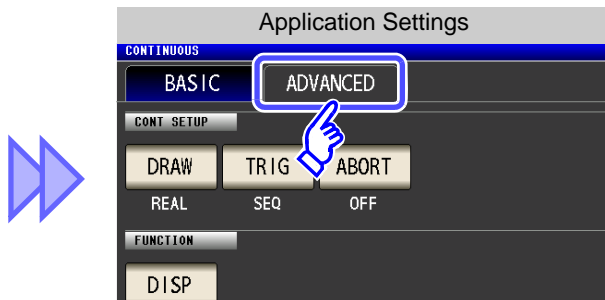 Application Settings
CONTINUOUS
BASIC ADVANCED
CONT SETUP
DRAW TRIG ABORT
REAL SEQ OFF
FUNCTION
DISP